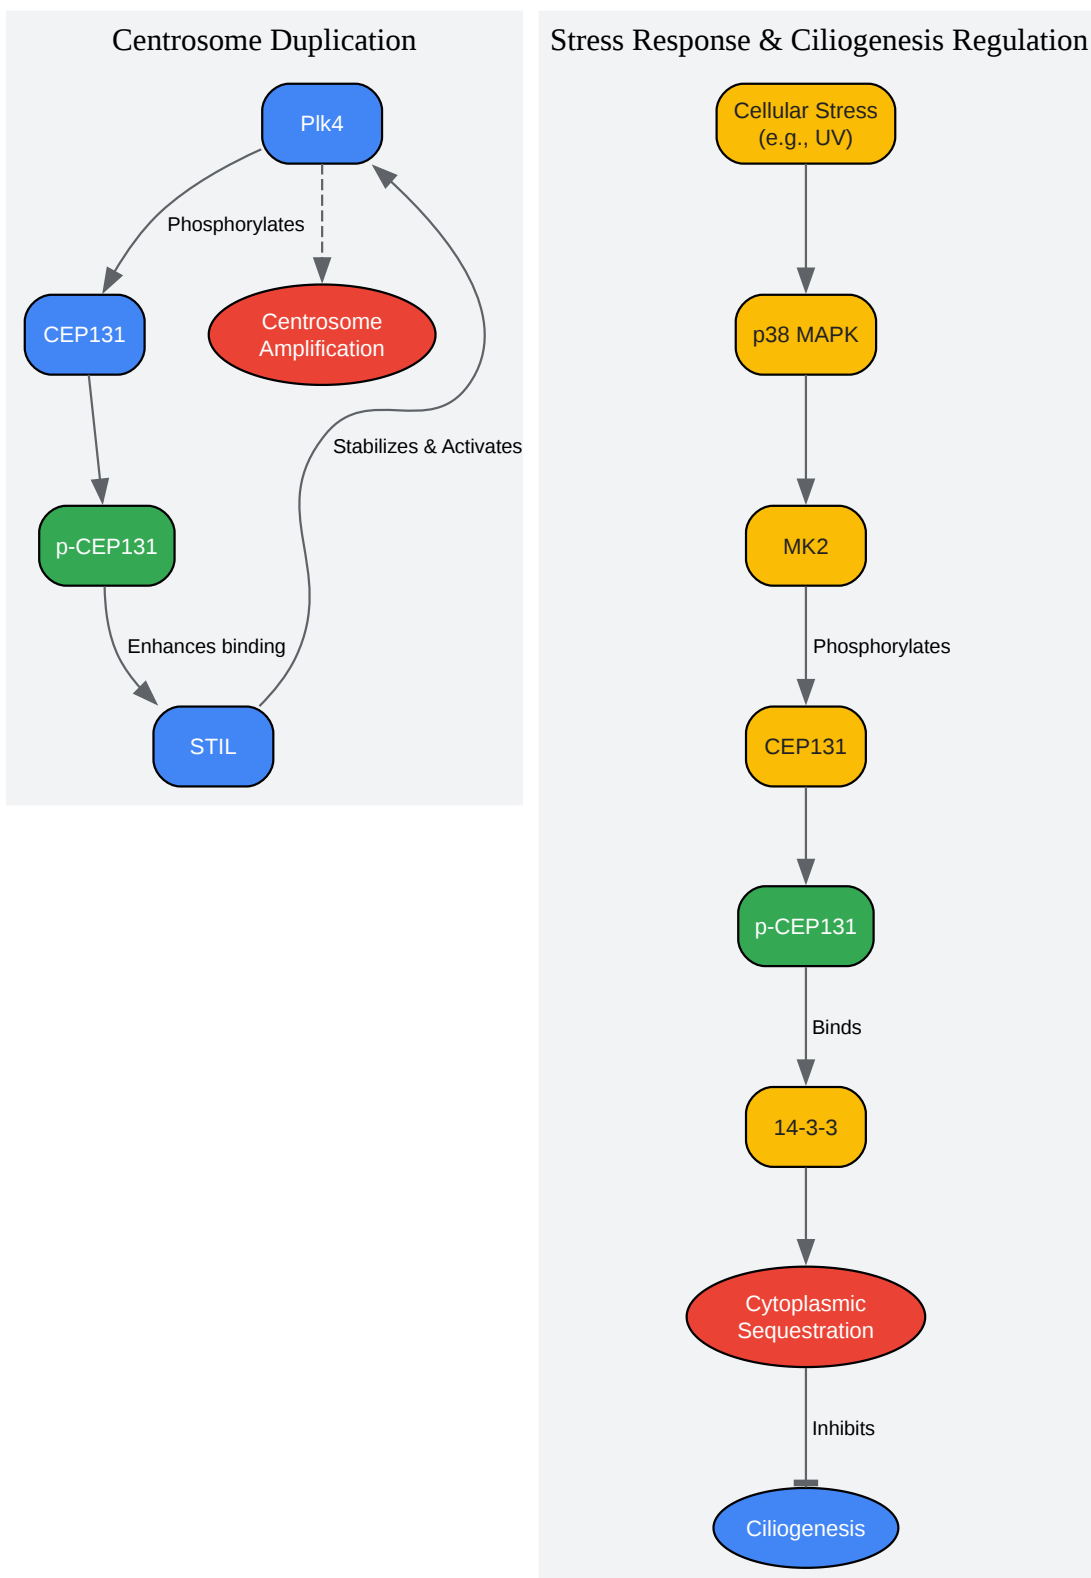 Centrosome Duplication
Plk4
Phosphorylates
CEP131
Centrosome
Amplification
Stabilizes & Activates
p-CEP131
Enhances binding
STIL
Stress Response & Ciliogenesis Regulation
Cellular Stress
(e.g., UV)
p38 MAPK
MK2
Phosphorylates
CEP131
p-CEP131
Binds
14-3-3
Cytoplasmic
Sequestration
Inhibits
Ciliogenesis